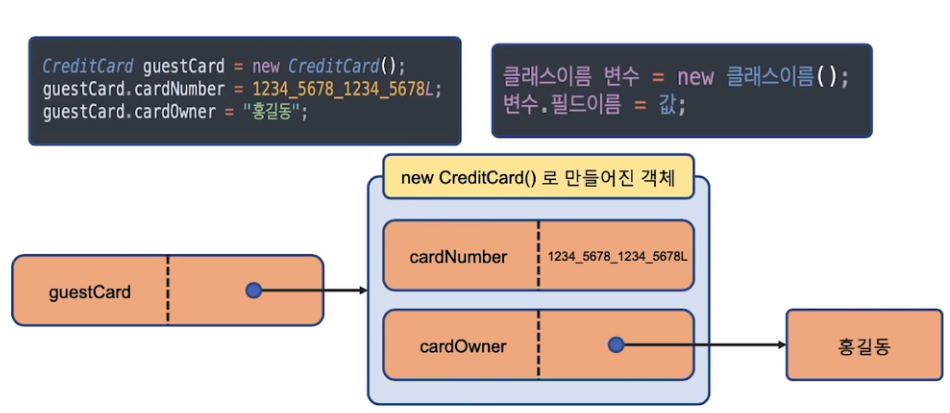 CreditCard guestCard = new CreditCard();
guestCard.cardNumber = 1234_5678_1234_5678L;
guestCard.cardOwner = "홍길동";
클래스이름 변수 = new 클래스이름();
변수.필드이름 = 값;
new CreditCard() 로 만들어진 객체
cardNumber
1234_5678_1234_5678L
guestCard
cardOwner
홍길동